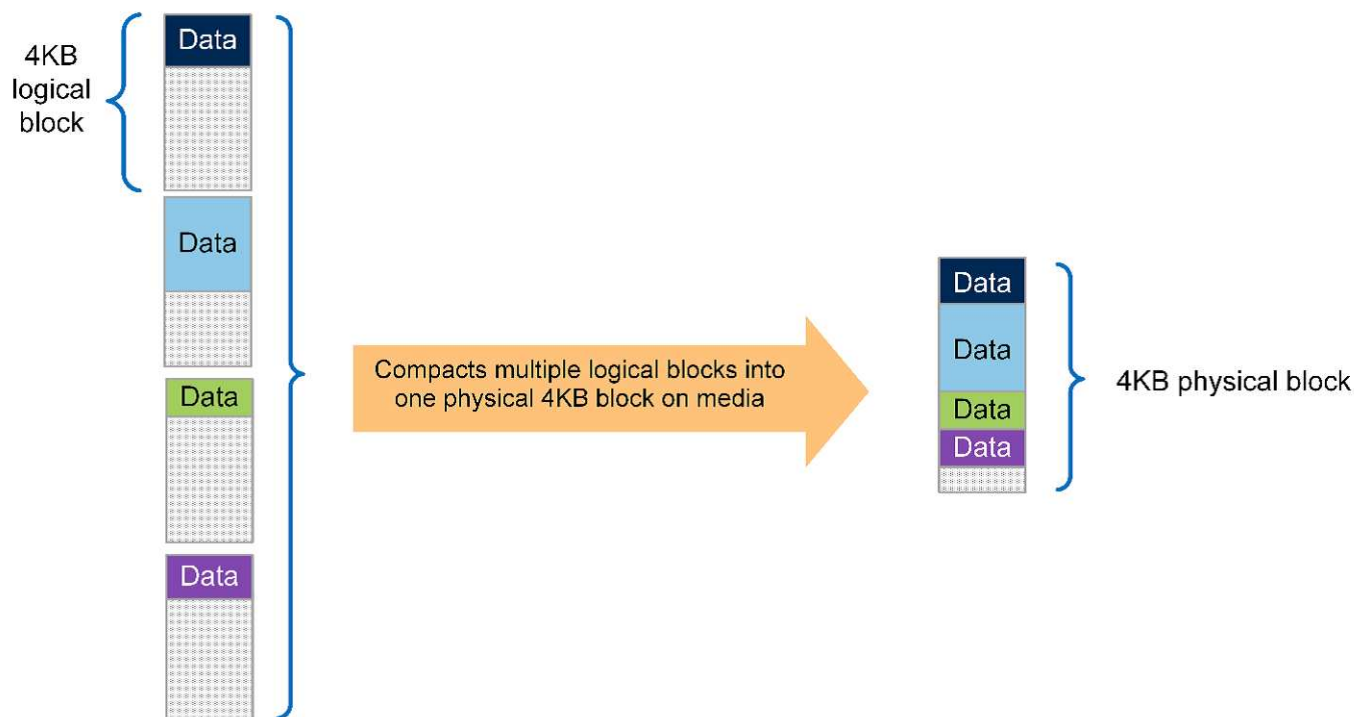 4KB
logical
block
Data
Data
Data
Data
Compacts multiple logical blocks into
one physical 4KB block on media
Data
Data
Data
Data
4KB physical block